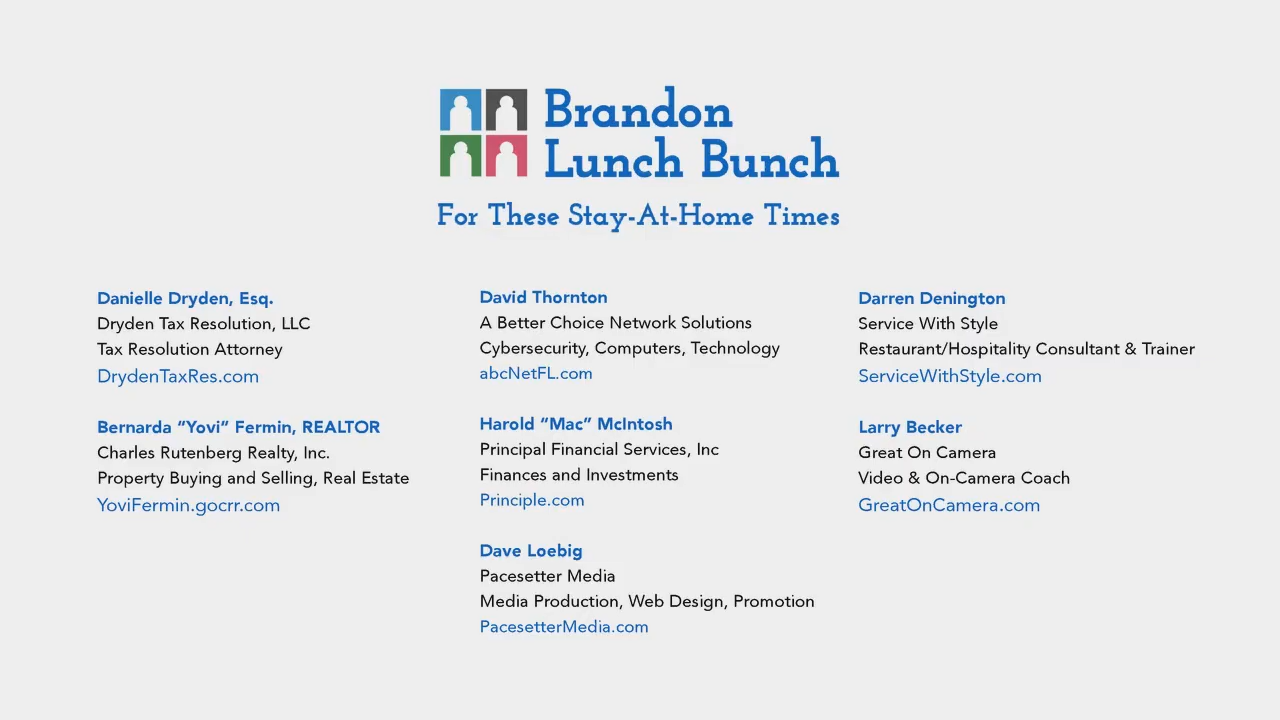 Brandon
Lunch Bunch
For These Stay-At-Home Times
Danielle Dryden, Esq.
Dryden Tax Resolution, LLC
Tax Resolution Attorney
DrydenTaxRes.com
Bernarda “Yovi” Fermin, REALTOR
Charles Rutenberg Realty, Inc.
Property Buying and Selling, Real Estate
YoviFermin.gocrr.com
David Thornton
A Better Choice Network Solutions
Cybersecurity, Computers, Technology
abcNetFL.com
Harold “Mac” McIntosh
Principal Financial Services, Inc
Finances and Investments
Principle.com
Dave Loebig
Pacesetter Media
Media Production, Web Design, Promotion
PacesetterMedia.com
Darren Denington
Service With Style
Restaurant/Hospitality Consultant & Trainer
ServiceWithStyle.com
Larry Becker
Great On Camera
Video & On-Camera Coach
GreatOnCamera.com